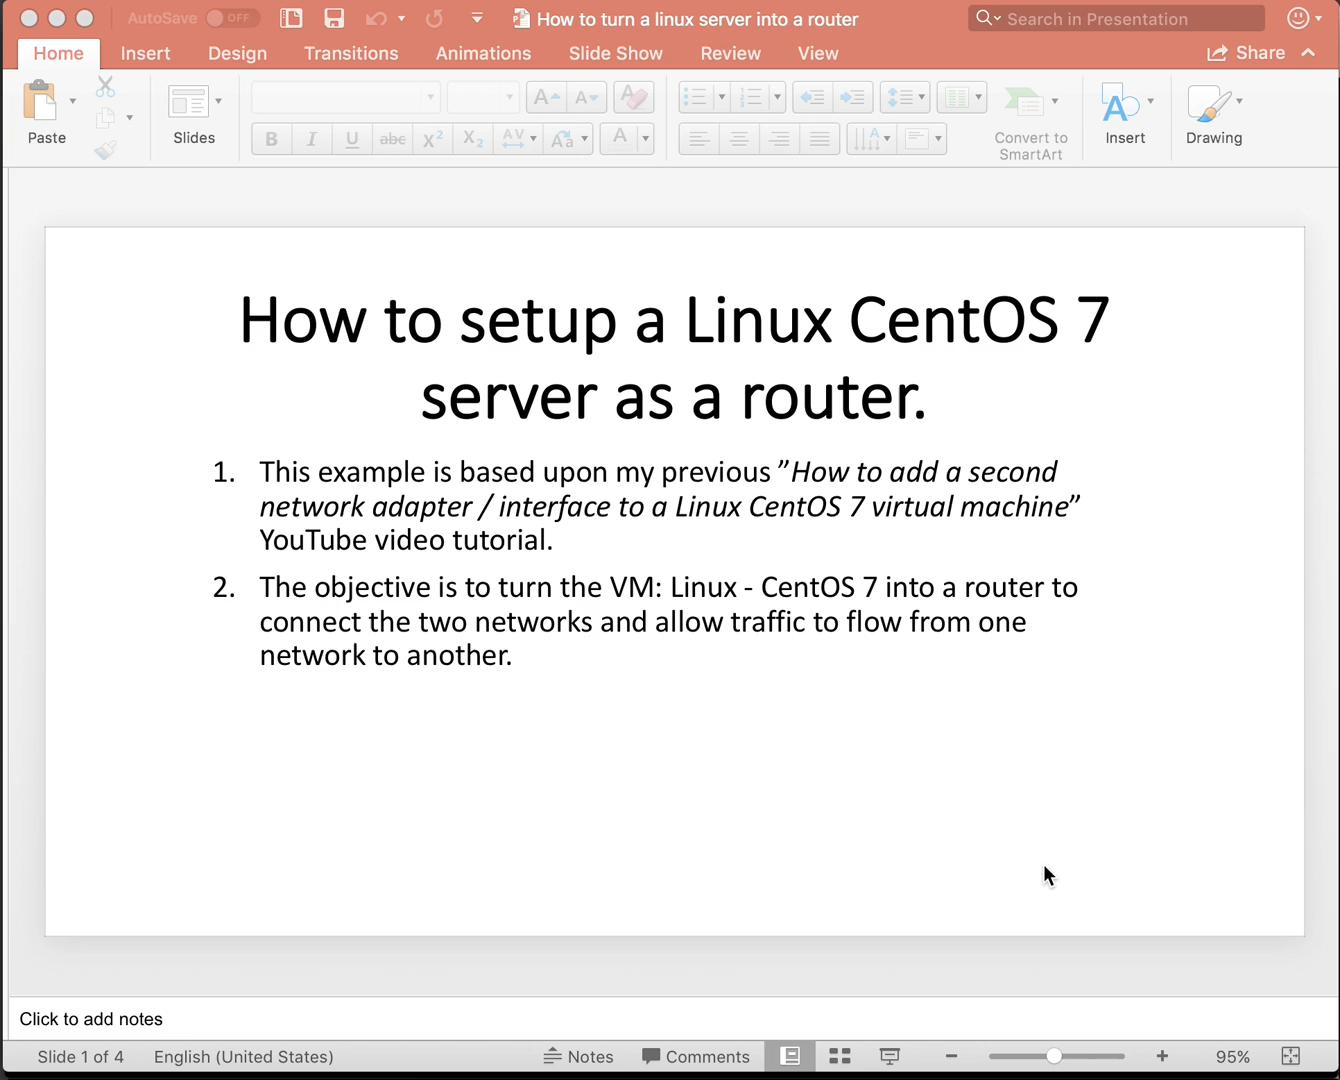 AutoSave OFF
How to turn a linux server into a router
Search in Presentation
Home Insert Design Transitions Animations Slide Show Review View Share
Paste
Slides
A A A
B I U abc X² X₂ AV Aa A
Convert to
SmartArt
Insert
Drawing
How to setup a Linux CentOS 7
server as a router.
1. This example is based upon my previous ”How to add a second
network adapter / interface to a Linux CentOS 7 virtual machine”
YouTube video tutorial.
2. The objective is to turn the VM: Linux - CentOS 7 into a router to
connect the two networks and allow traffic to flow from one
network to another.
Click to add notes
Slide 1 of 4 English (United States) Notes Comments 95%